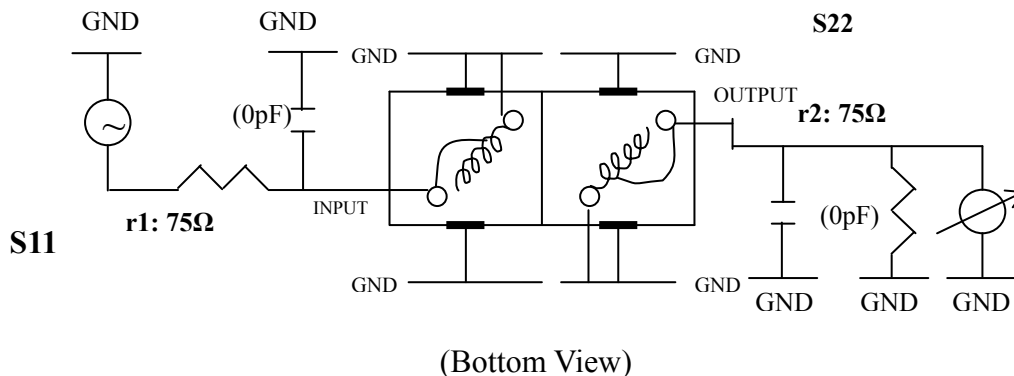 GND
GND
S22
GND
GND
OUTPUT
(0pF)
r2: 75Ω
INPUT
r1: 75Ω
(0pF)
S11
GND
GND
GND
GND
GND
(Bottom View)